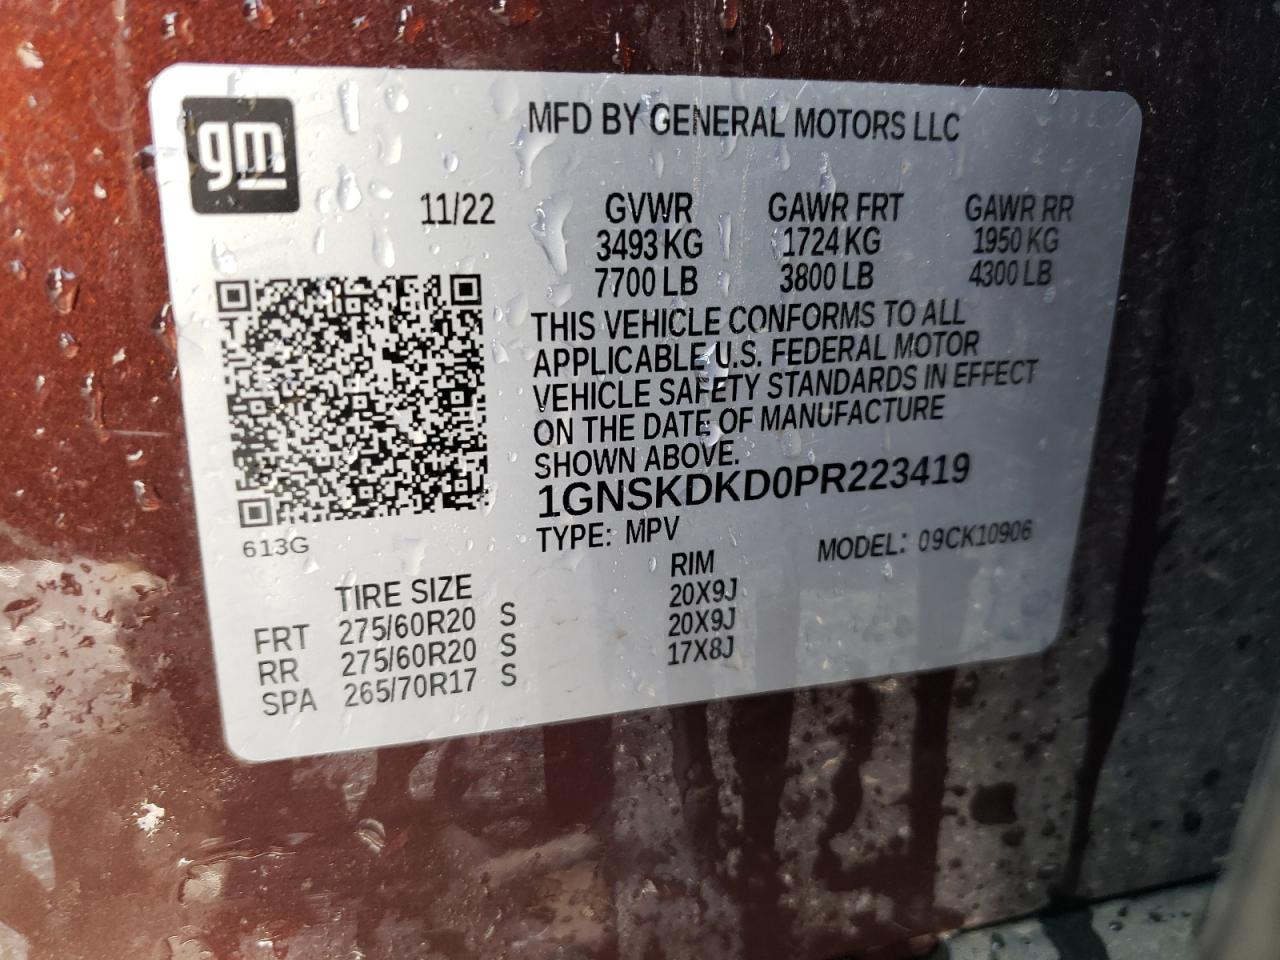 gm
MFD BY GENERAL MOTORS LLC
11/22 GVWR GAWR FRT GAWR RR
3493 KG 1724 KG 1950 KG
7700 LB 3800 LB 4300 LB
THIS VEHICLE CONFORMS TO ALL
APPLICABLE U.S. FEDERAL MOTOR
VEHICLE SAFETY STANDARDS IN EFFECT
ON THE DATE OF MANUFACTURE
SHOWN ABOVE.
1GNSKDKD0PR223419
613G
TYPE: MPV MODEL: 09CK10906
TIRE SIZE RIM
FRT 275/60R20 S 20X9J
RR 275/60R20 S 20X9J
SPA 265/70R17 S 17X8J